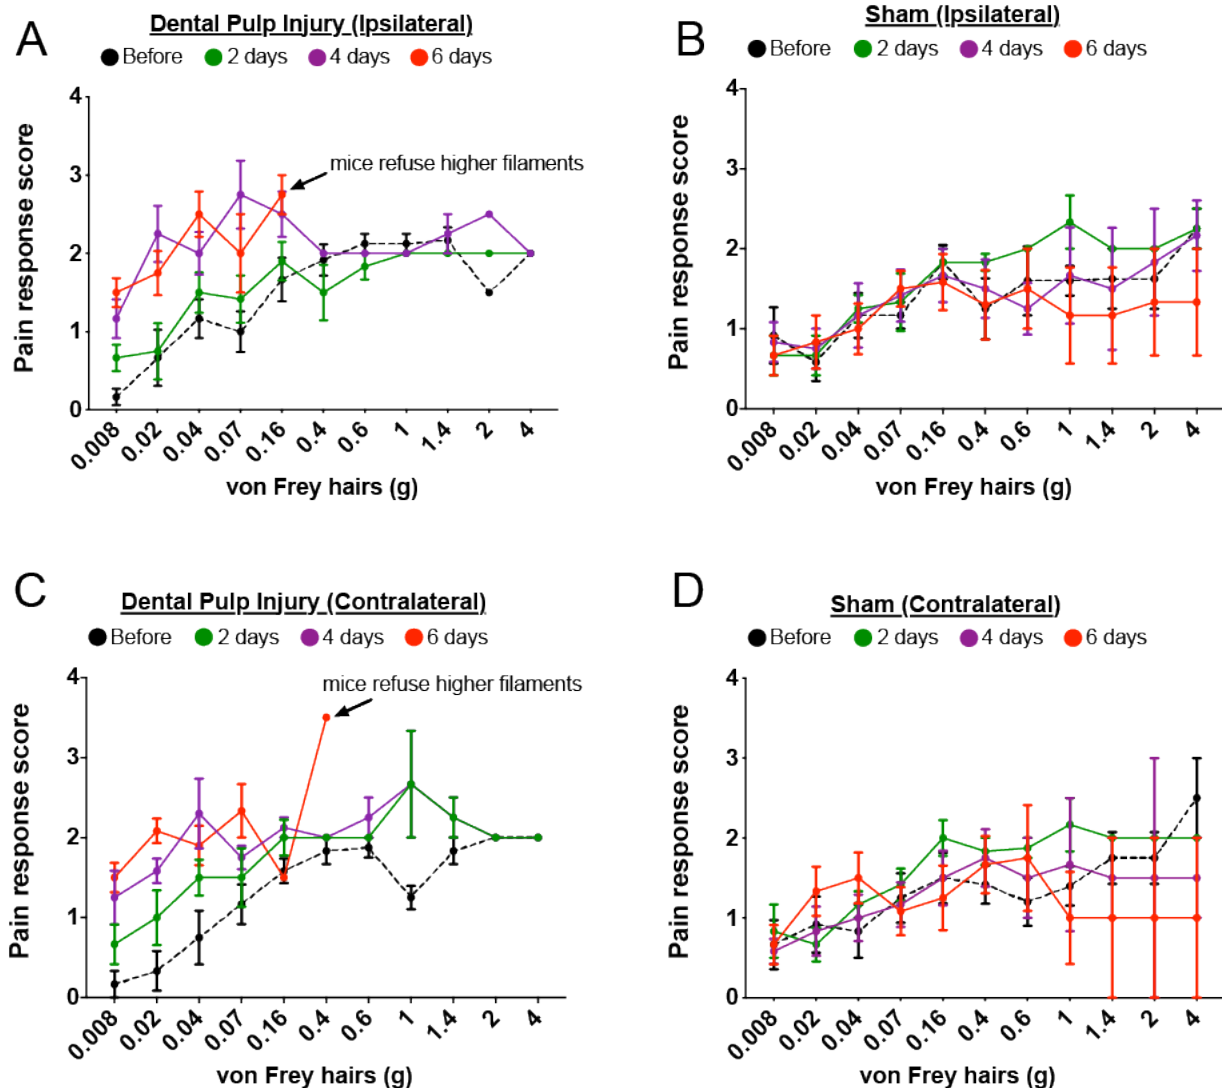 A
Dental Pulp Injury (Ipsilateral)
Before 2 days 4 days 6 days
4
3
2
1
0
Pain response score
mice refuse higher filaments
0.008 0.02 0.04 0.07 0.16 0.4 0.6 1 1.4 2 4
von Frey hairs (g)
B
Sham (Ipsilateral)
Before 2 days 4 days 6 days
4
3
2
1
0
Pain response score
0.008 0.02 0.04 0.07 0.16 0.4 0.6 1 1.4 2 4
von Frey hairs (g)
C
Dental Pulp Injury (Contralateral)
Before 2 days 4 days 6 days
4
3
2
1
0
Pain response score
mice refuse higher filaments
0.008 0.02 0.04 0.07 0.16 0.4 0.6 1 1.4 2 4
von Frey hairs (g)
D
Sham (Contralateral)
Before 2 days 4 days 6 days
4
3
2
1
0
Pain response score
0.008 0.02 0.04 0.07 0.16 0.4 0.6 1 1.4 2 4
von Frey hairs (g)